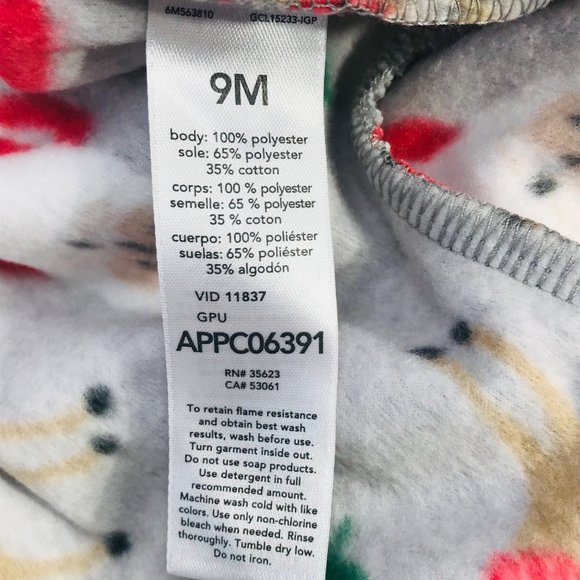 6M563810 GCL15233-IGP
9M
body: 100% polyester
sole: 65% polyester
35% cotton
corps: 100 % polyester
semelle: 65 % polyester
35 % coton
cuerpo: 100% poliéster
suelas: 65% poliéster
35% algodón
VID 11837
GPU
APPC06391
RN# 35623
CA# 53061
To retain flame resistance
and obtain best wash
results, wash before use.
Turn garment inside out.
Do not use soap products.
Use detergent in full
recommended amount.
Machine wash cold with like
colors. Use only non-chlorine
bleach when needed. Rinse
thoroughly. Tumble dry low.
Do not iron.